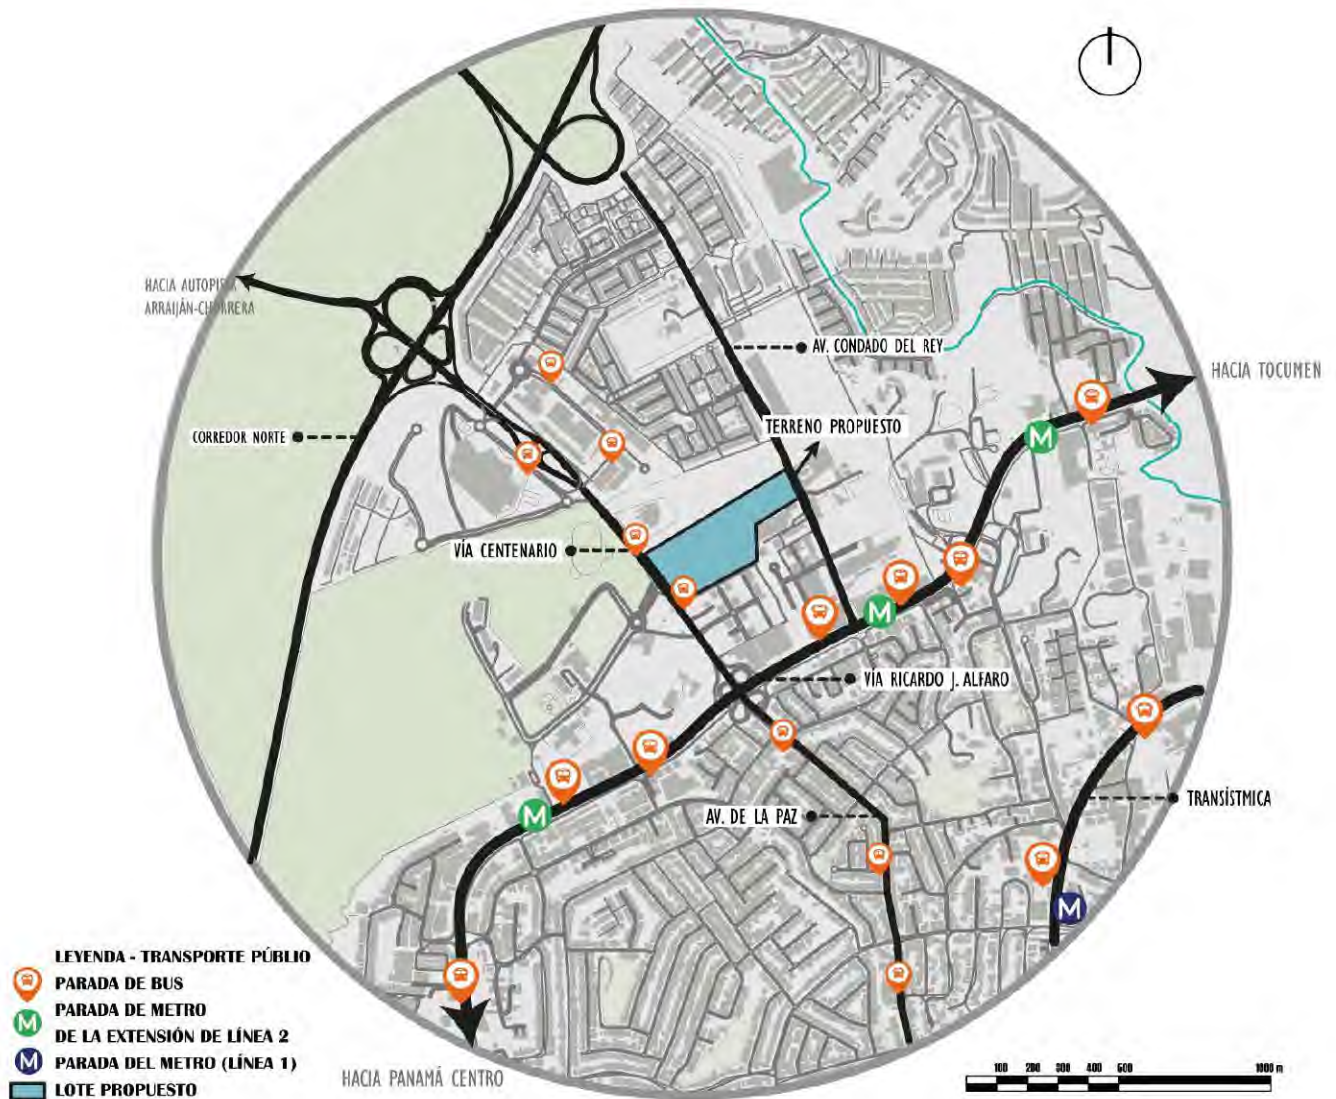 HACIA AUTOPISTA
ARRAIJÁN-CHORRERA
AV. CONDADO DEL REY
HACIA TOCUMEN
CORREDOR NORTE
TERRENO PROPUESTO
VÍA CENTENARIO
VÍA RICARDO J. ALFARO
AV. DE LA PAZ
TRANSÍSTMICA
M
M
M
M
LEYENDA - TRANSPORTE PÚBLIO
PARADA DE BUS
M PARADA DE METRO
DE LA EXTENSIÓN DE LÍNEA 2
M PARADA DEL METRO (LÍNEA 1)
LOTE PROPUESTO
HACIA PANAMÁ CENTRO
100 200 300 400 500 1000 m